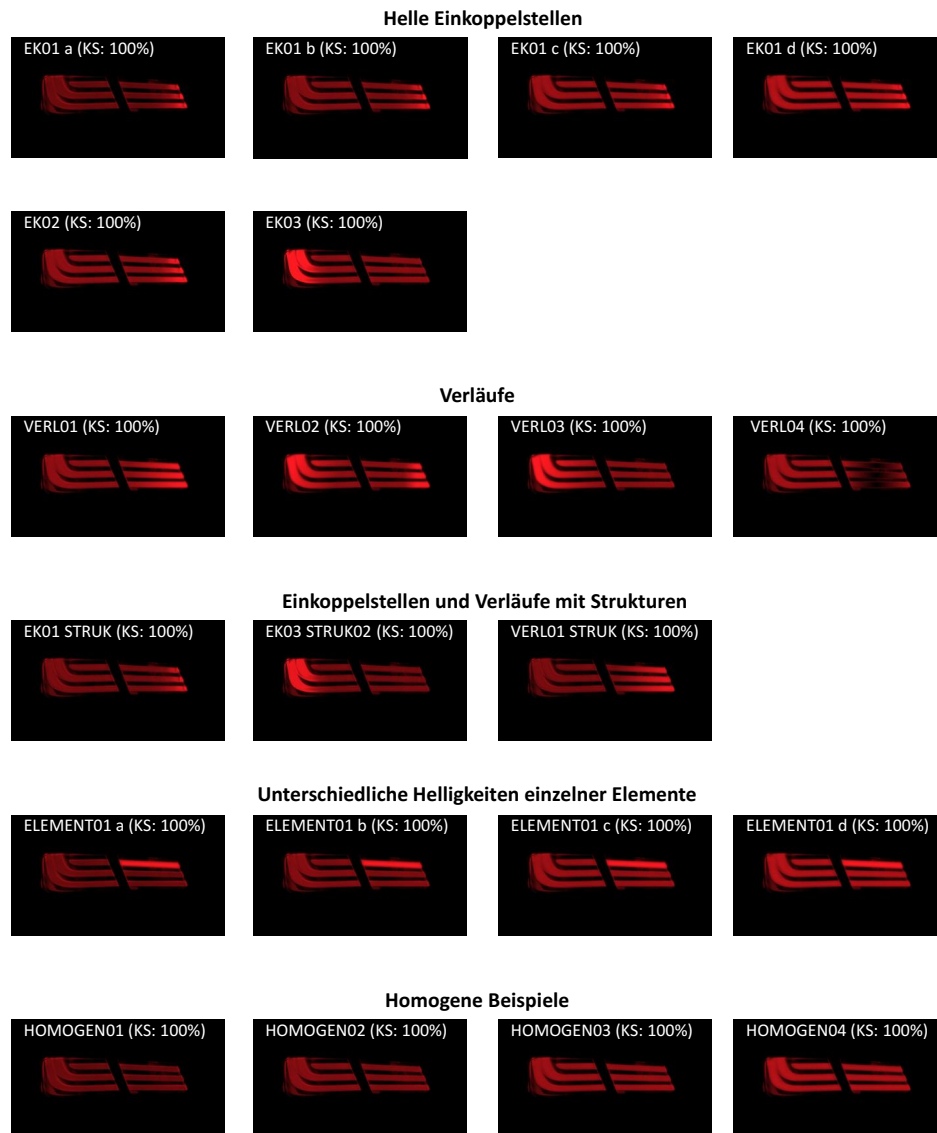 Helle Einkoppelstellen
EK01 a (KS: 100%)
EK01 b (KS: 100%)
EK01 c (KS: 100%)
EK01 d (KS: 100%)
EK02 (KS: 100%)
EK03 (KS: 100%)
Verläufe
VERL01 (KS: 100%)
VERL02 (KS: 100%)
VERL03 (KS: 100%)
VERL04 (KS: 100%)
Einkoppelstellen und Verläufe mit Strukturen
EK01 STRUK (KS: 100%)
EK03 STRUK02 (KS: 100%)
VERL01 STRUK (KS: 100%)
Unterschiedliche Helligkeiten einzelner Elemente
ELEMENT01 a (KS: 100%)
ELEMENT01 b (KS: 100%)
ELEMENT01 c (KS: 100%)
ELEMENT01 d (KS: 100%)
Homogene Beispiele
HOMOGEN01 (KS: 100%)
HOMOGEN02 (KS: 100%)
HOMOGEN03 (KS: 100%)
HOMOGEN04 (KS: 100%)